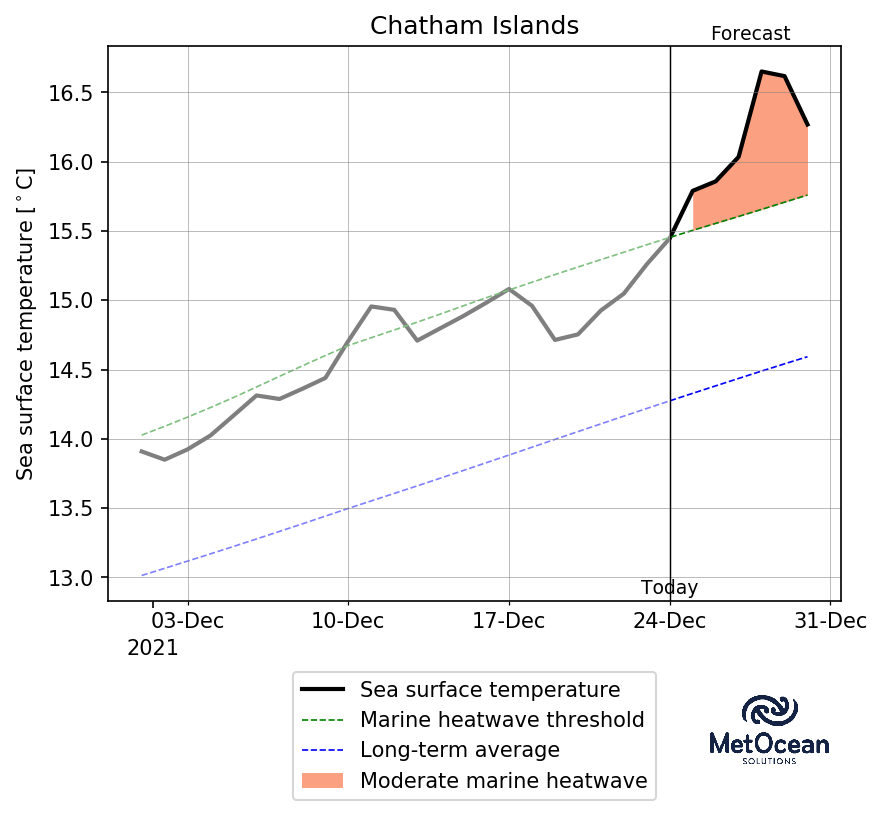 Chatham Islands
Forecast
Sea surface temperature [°C]
16.5
16.0
15.5
15.0
14.5
14.0
13.5
13.0
Today
03-Dec 10-Dec 17-Dec 24-Dec 31-Dec
2021
Sea surface temperature
Marine heatwave threshold
Long-term average
Moderate marine heatwave
MetOcean
SOLUTIONS